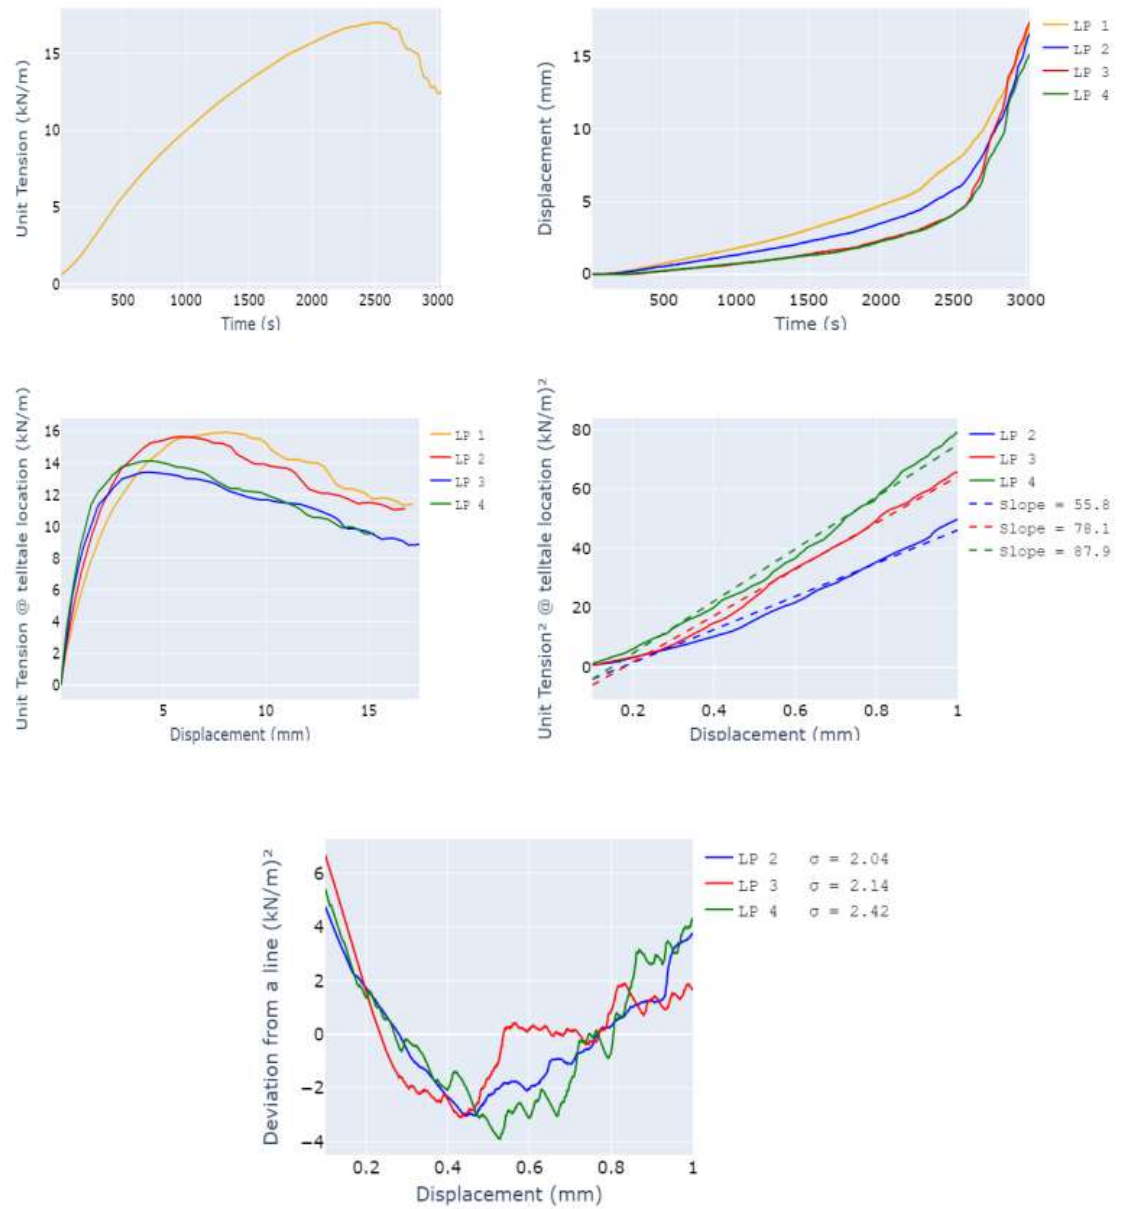 Unit Tension (kN/m)
15
10
5
0
500 1000 1500 2000 2500 3000
Time (s)
Displacement (mm)
15
10
5
0
500 1000 1500 2000 2500 3000
Time (s)
LP 1
LP 2
LP 3
LP 4
Unit Tension @ telltale location (kN/m)
16
14
12
10
8
6
4
2
0
5 10 15
Displacement (mm)
LP 1
LP 2
LP 3
LP 4
Unit Tension² @ telltale location (kN/m)²
80
60
40
20
0
0.2 0.4 0.6 0.8 1
Displacement (mm)
LP 2
LP 3
LP 4
Slope = 55.8
Slope = 78.1
Slope = 87.9
Deviation from a line (kN/m)²
6
4
2
0
−2
−4
0.2 0.4 0.6 0.8 1
Displacement (mm)
LP 2 σ = 2.04
LP 3 σ = 2.14
LP 4 σ = 2.42